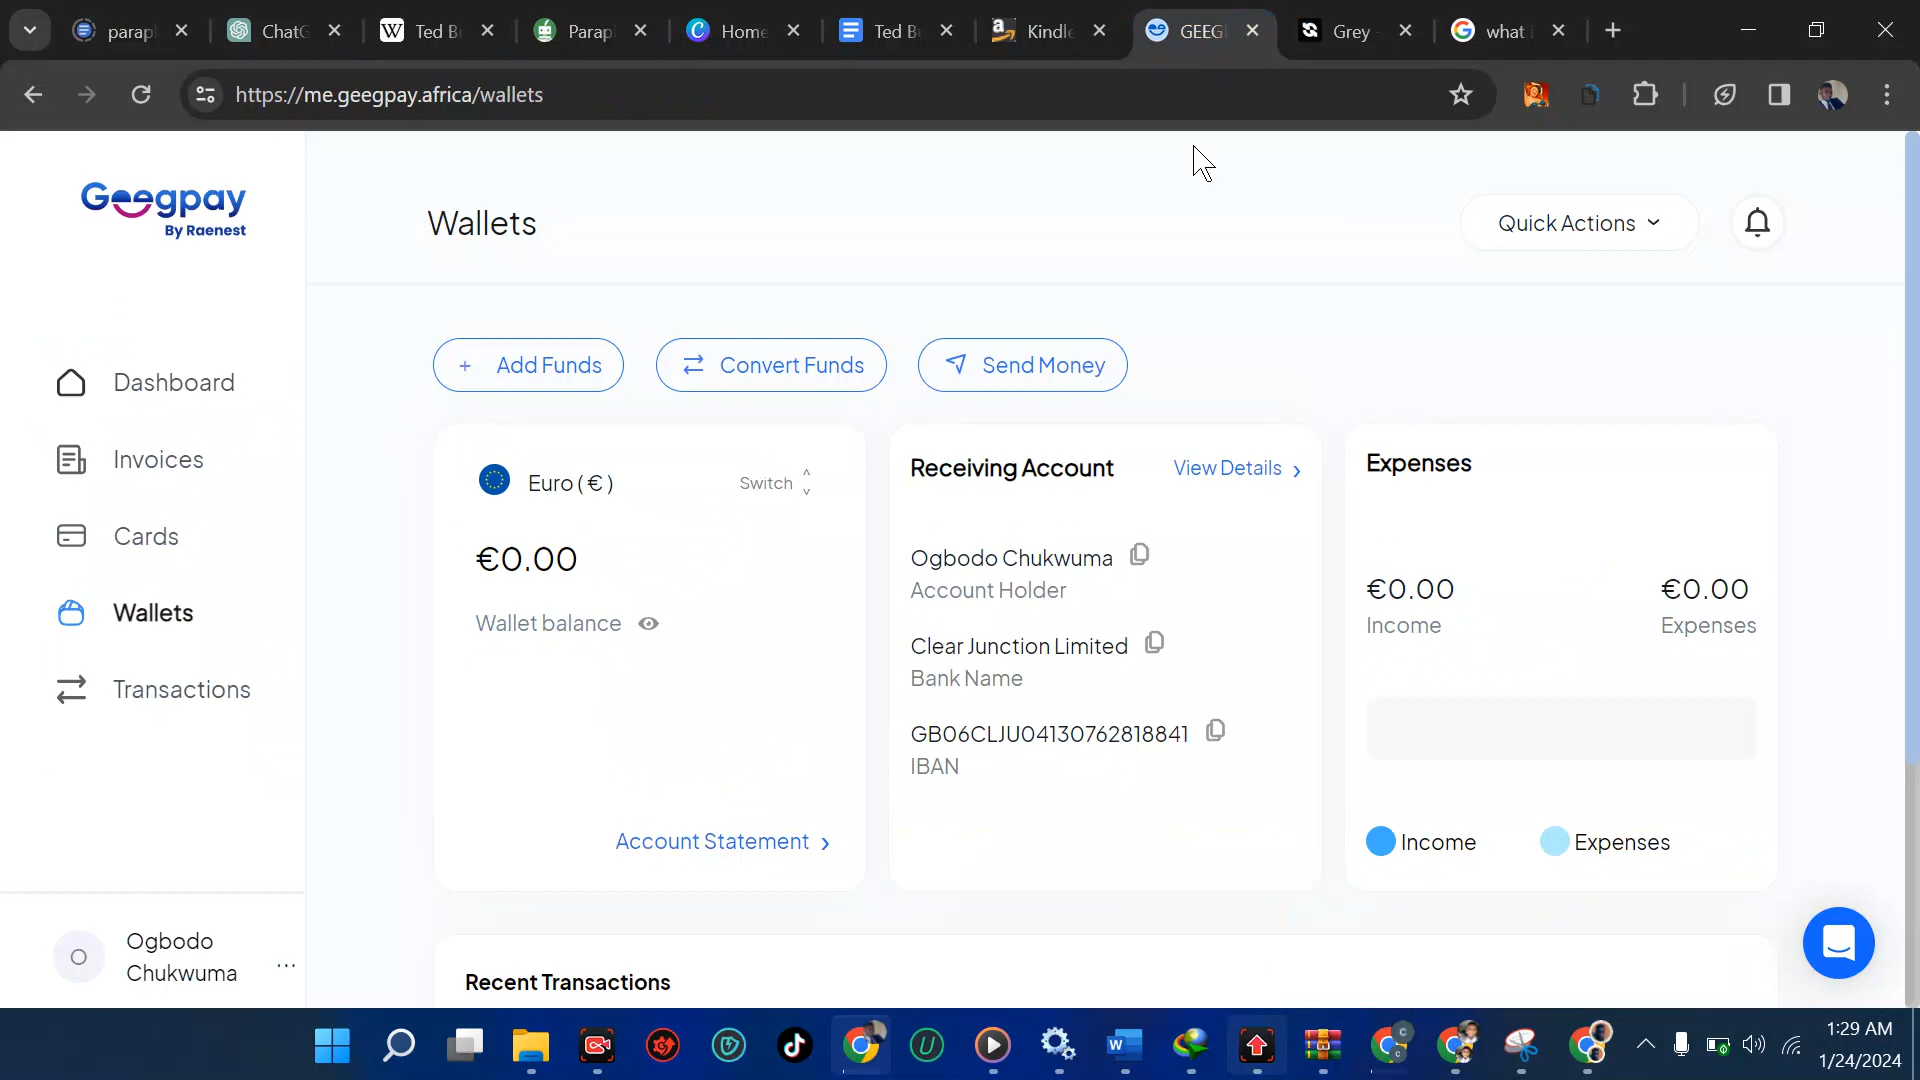 parap
ChatG
Ted B
Parap
Home
Ted B
Kindle
GEEG
Grey -
what i
https://me.geegpay.africa/wallets
Geegpay
By Raenest
Wallets
Quick Actions
Add Funds
Convert Funds
Send Money
Dashboard
Invoices
Cards
Wallets
Transactions
Euro ( € )
Switch
€0.00
Wallet balance
Account Statement
Receiving Account
View Details
Ogbodo Chukwuma
Account Holder
Clear Junction Limited
Bank Name
GB06CLJU04130762818841
IBAN
Expenses
€0.00
€0.00
Income
Expenses
Income
Expenses
Recent Transactions
O
Ogbodo
Chukwuma
...
1:29 AM
1/24/2024